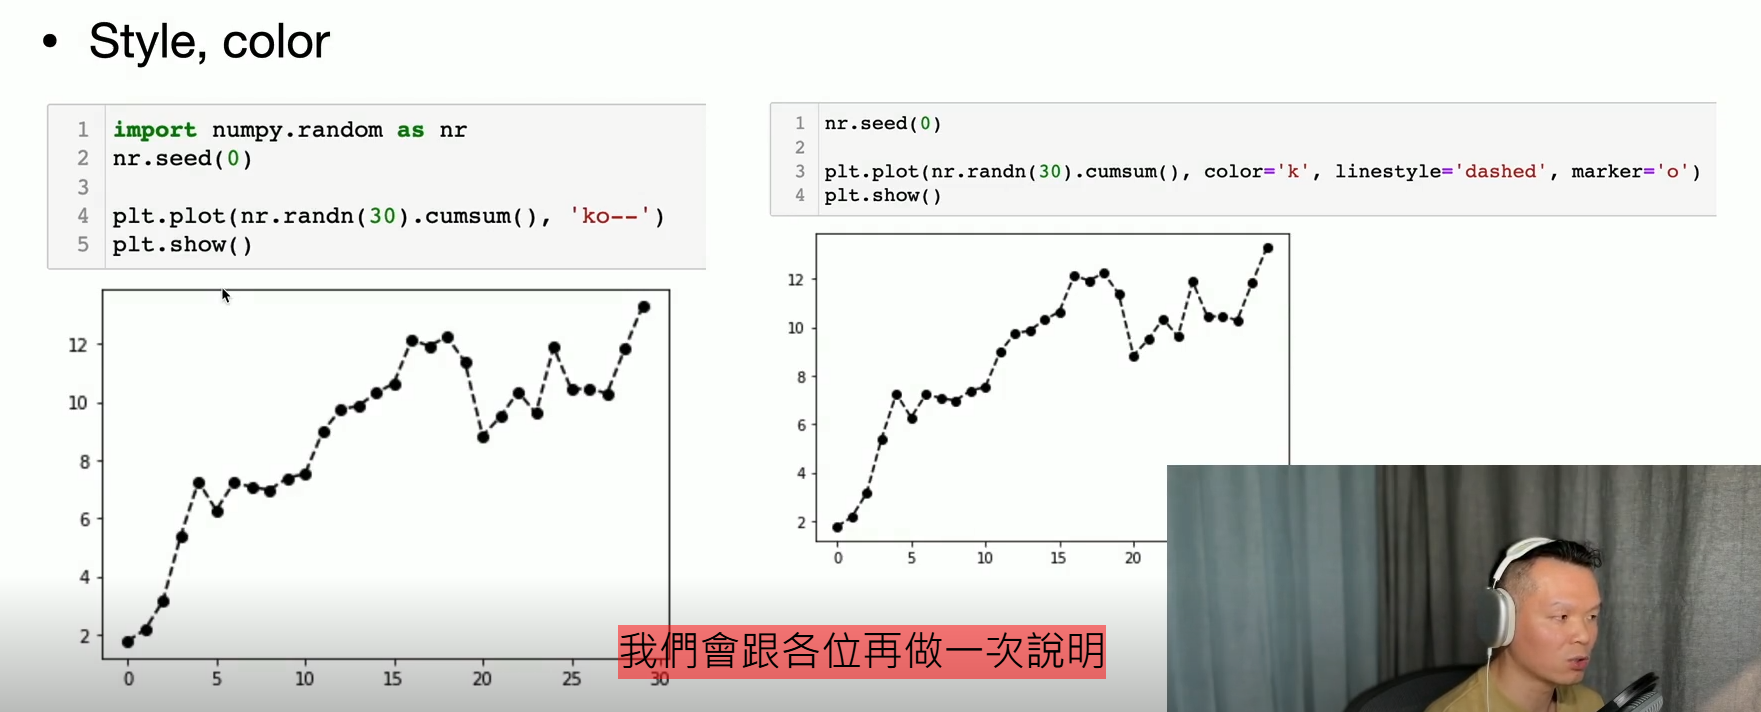 • Style, color
1 import numpy.random as nr
2 nr.seed(0)
3
4 plt.plot(nr.randn(30).cumsum(), 'ko--')
5 plt.show()
12
10
8
6
4
2
0 5 10 15 20 25 30
1 nr.seed(0)
2
3 plt.plot(nr.randn(30).cumsum(), color='k', linestyle='dashed', marker='o')
4 plt.show()
12
10
8
6
4
2
0 5 10 15 20
我們會跟各位再做一次說明